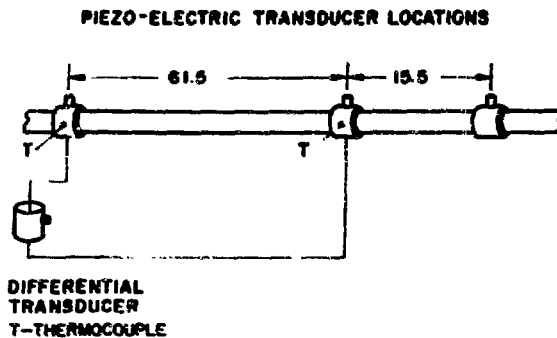 PIEZO-ELECTRIC TRANSDUCER LOCATIONS
61.5
15.5
T
T
DIFFERENTIAL
TRANSDUCER
T-THERMOCOUPLE